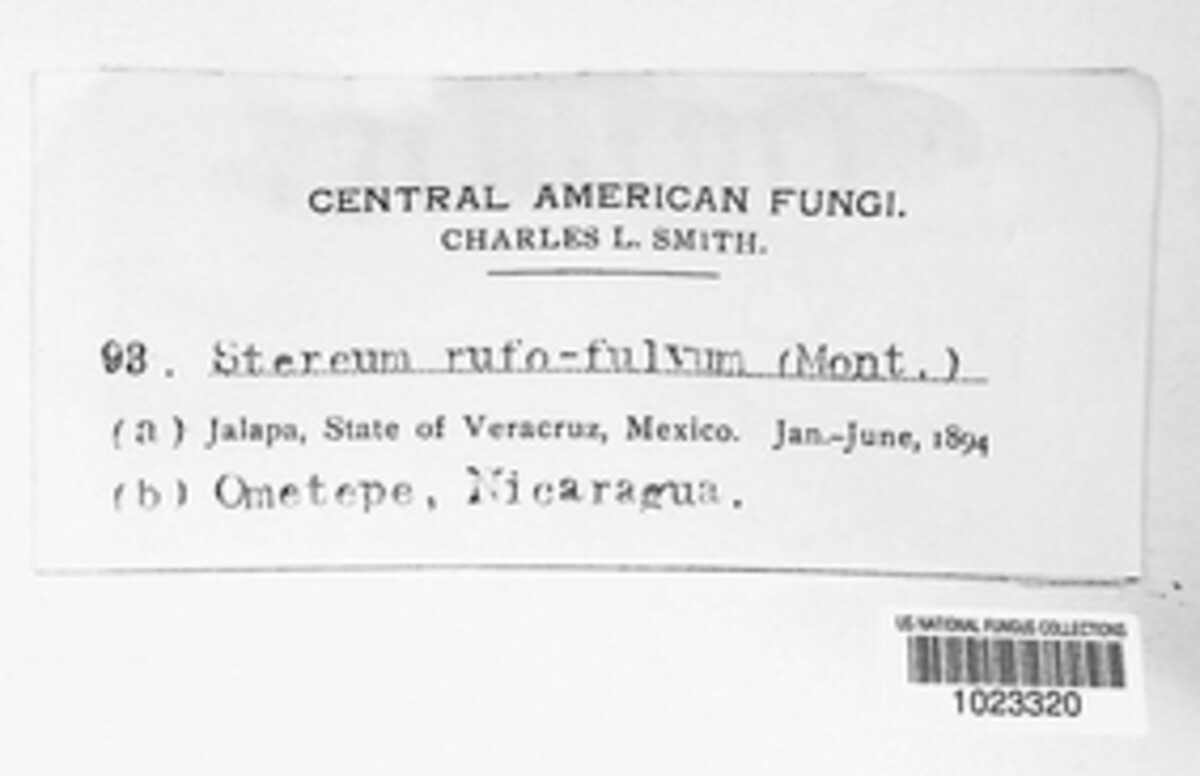 CENTRAL AMERICAN FUNGI.
CHARLES L. SMITH.
93. Stereum rufo-fulvum (Mont.)
(a) Jalapa, State of Veracruz, Mexico. Jan.-June, 1894
(b) Ometepe, Nicaragua.
US NATIONAL FUNGUS COLLECTIONS
1023320